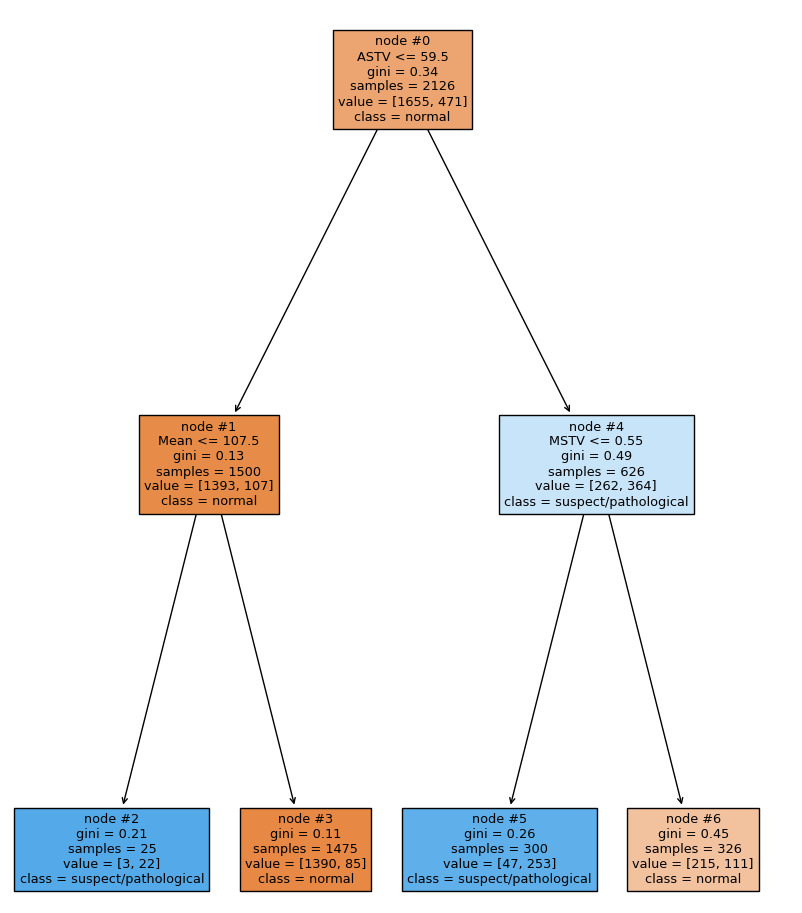 node #0
ASTV <= 59.5
gini = 0.34
samples = 2126
value = [1655, 471]
class = normal
node #1
Mean <= 107.5
gini = 0.13
samples = 1500
value = [1393, 107]
class = normal
node #4
MSTV <= 0.55
gini = 0.49
samples = 626
value = [262, 364]
class = suspect/pathological
node #2
gini = 0.21
samples = 25
value = [3, 22]
class = suspect/pathological
node #3
gini = 0.11
samples = 1475
value = [1390, 85]
class = normal
node #5
gini = 0.26
samples = 300
value = [47, 253]
class = suspect/pathological
node #6
gini = 0.45
samples = 326
value = [215, 111]
class = normal